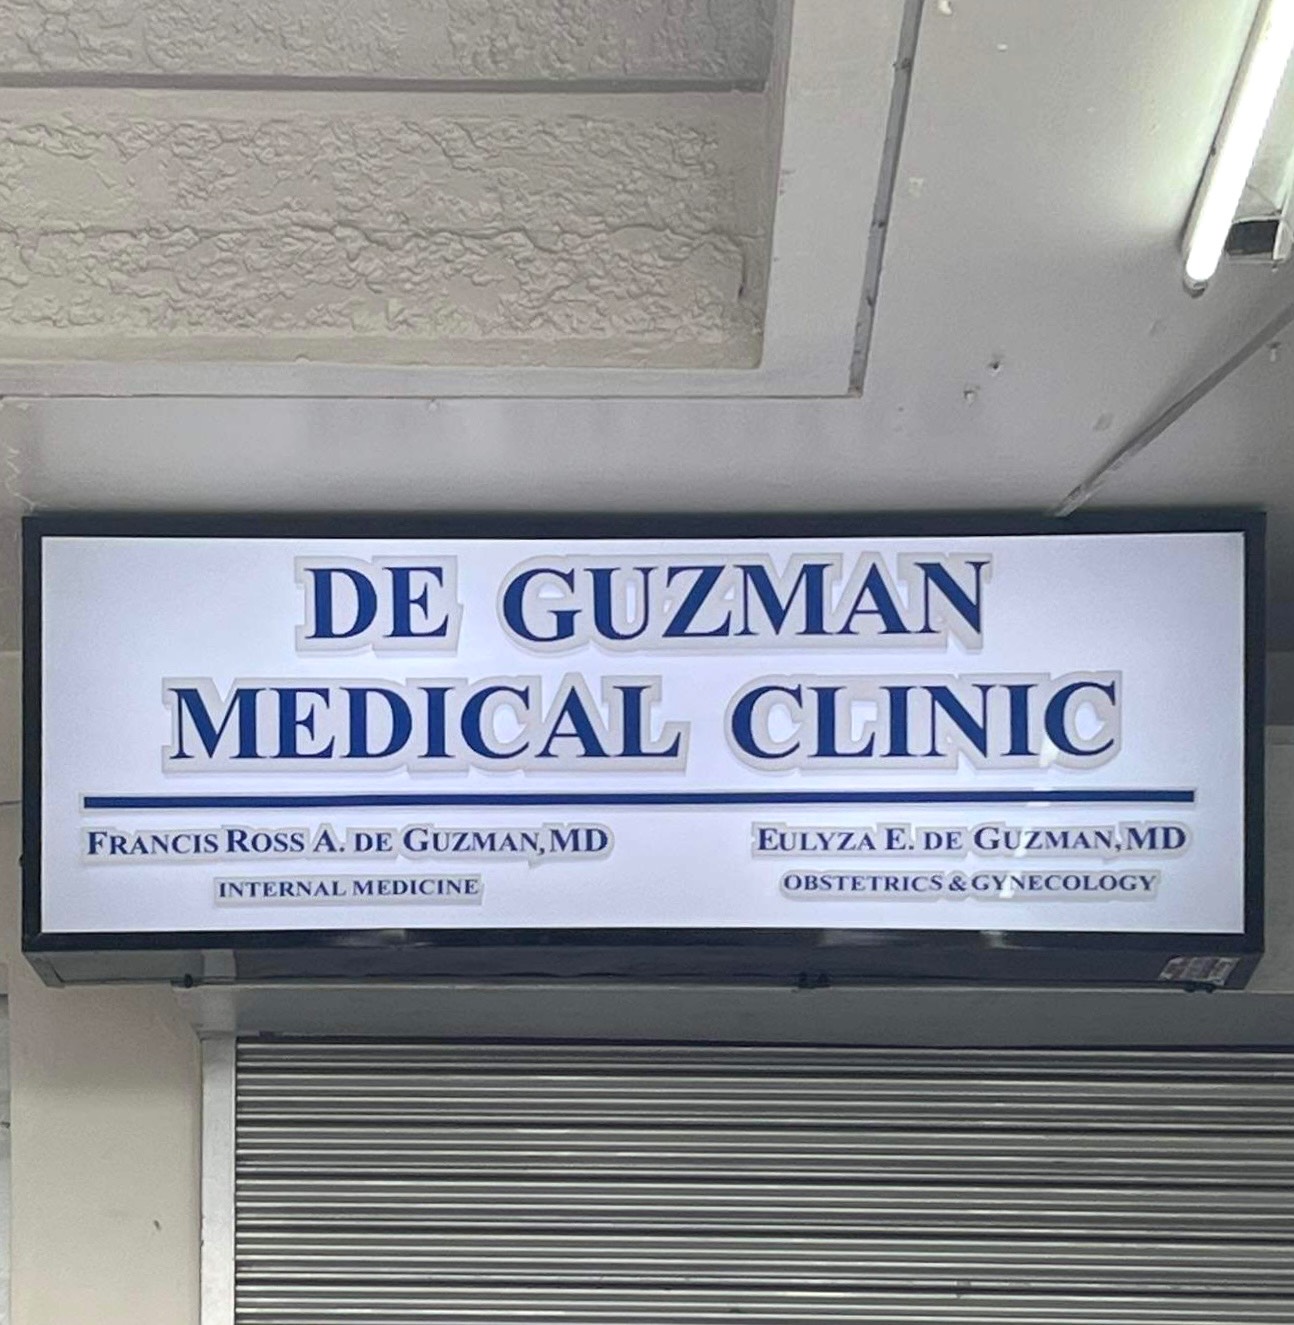 DE GUZMAN
MEDICAL CLINIC
FRANCIS ROSS A. DE GUZMAN, MD
INTERNAL MEDICINE
EULYZA E. DE GUZMAN, MD
OBSTETRICS & GYNECOLOGY